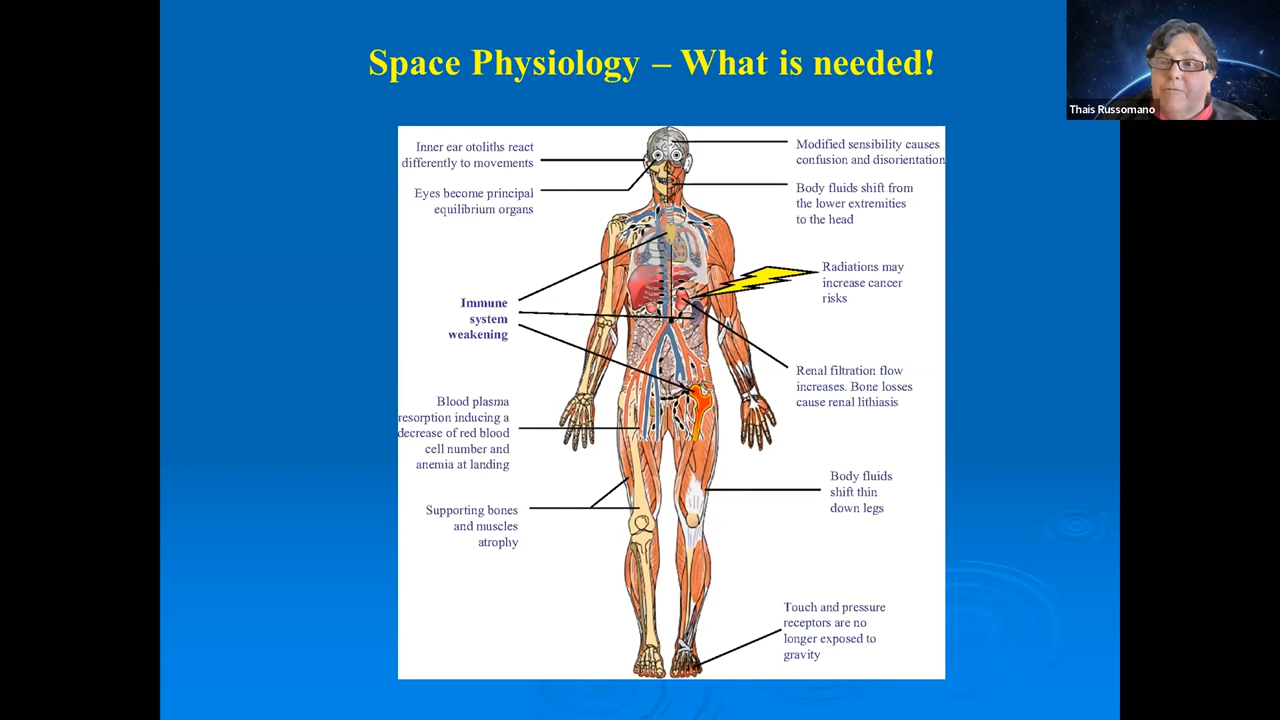 Space Physiology – What is needed!
Thais Russomano
Inner ear otoliths react
differently to movements
Eyes become principal
equilibrium organs
Immune
system
weakening
Blood plasma
resorption inducing a
decrease of red blood
cell number and
anemia at landing
Supporting bones
and muscles
atrophy
Modified sensibility causes
confusion and disorientation
Body fluids shift from
the lower extremities
to the head
Radiations may
increase cancer
risks
Renal filtration flow
increases. Bone losses
cause renal lithiasis
Body fluids
shift thin
down legs
Touch and pressure
receptors are no
longer exposed to
gravity